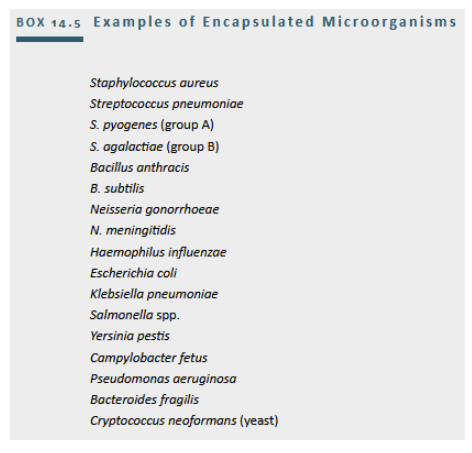 BOX 14.5 Examples of Encapsulated Microorganisms
Staphylococcus aureus
Streptococcus pneumoniae
S. pyogenes (group A)
S. agalactiae (group B)
Bacillus anthracis
B. subtilis
Neisseria gonorrhoeae
N. meningitidis
Haemophilus influenzae
Escherichia coli
Klebsiella pneumoniae
Salmonella spp.
Yersinia pestis
Campylobacter fetus
Pseudomonas aeruginosa
Bacteroides fragilis
Cryptococcus neoformans (yeast)